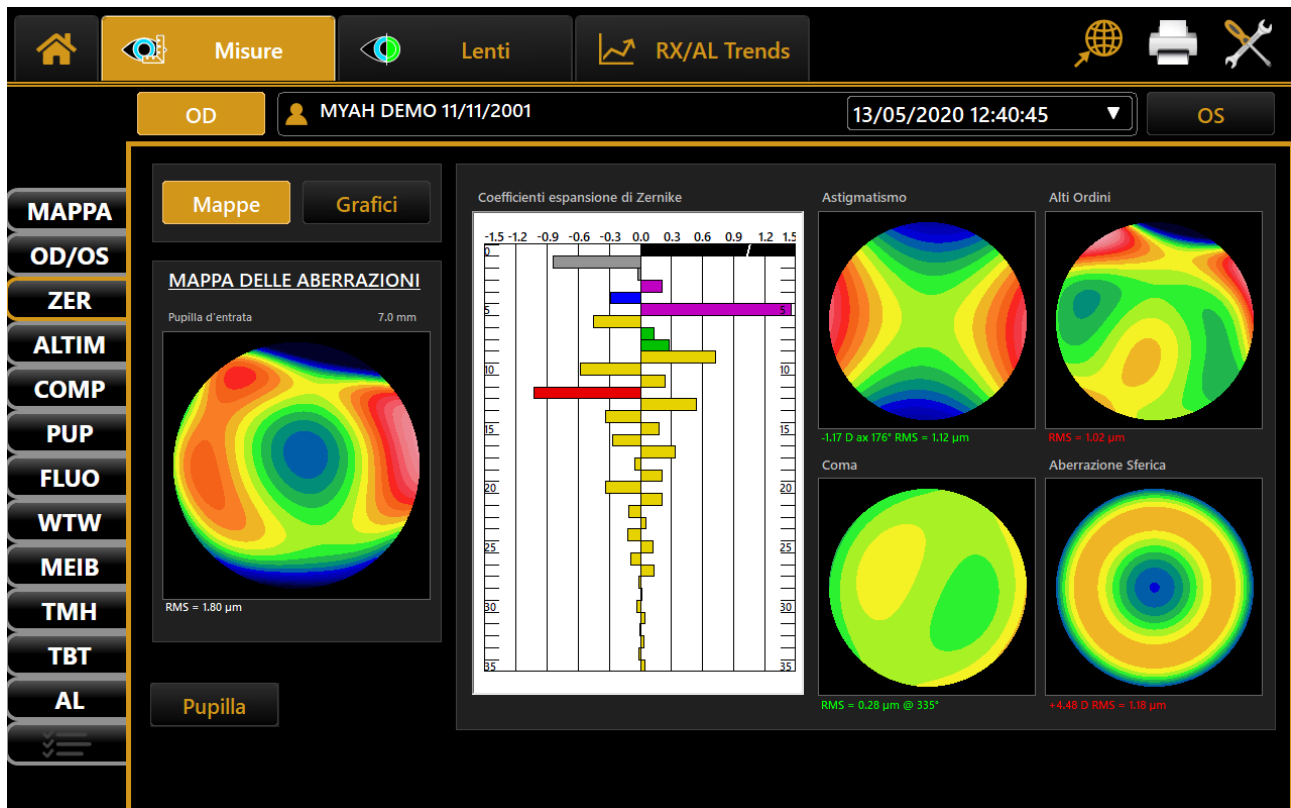 Misure
Lenti
RX/AL Trends
OD
MYAH DEMO 11/11/2001
13/05/2020 12:40:45
OS
MAPPA
OD/OS
ZER
ALTIM
COMP
PUP
FLUO
WTW
MEIB
TMH
TBT
AL
Mappe
Grafici
MAPPA DELLE ABERRAZIONI
Pupilla d'entrata 7.0 mm
RMS = 1.80 µm
Pupilla
Coefficienti espansione di Zernike
-1.5 -1.2 -0.9 -0.6 -0.3 0.0 0.3 0.6 0.9 1.2 1.5
0
5 5
10 10
15 15
20 20
25 25
30 30
35 35
Astigmatismo
-1.17 D ax 176° RMS = 1.12 µm
Alti Ordini
RMS = 1.02 µm
Coma
RMS = 0.28 µm @ 335°
Aberrazione Sferica
+4.48 D RMS = 1.18 µm